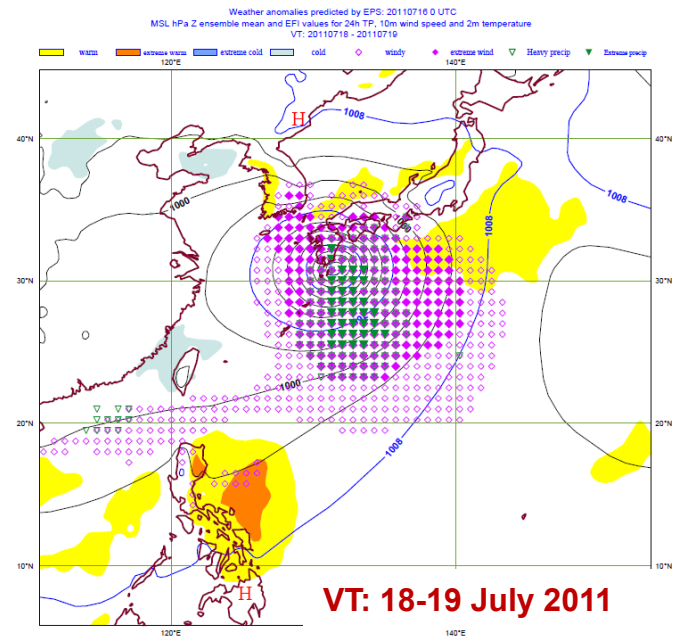 Weather anomalies predicted by EPS: 20110716 0 UTC
MSL hPa Z ensemble mean and EFI values for 24h TP, 10m wind speed and 2m temperature
VT: 20110718 - 20110719
warm extreme warm extreme cold cold windy extreme wind Heavy precip Extreme precip
120°E 140°E
H 1008
40°N 40°N
1008
1000 1008
1008
30°N 30°N
1000
20°N 20°N
1008
10°N 10°N
H
VT: 18-19 July 2011
120°E 140°E